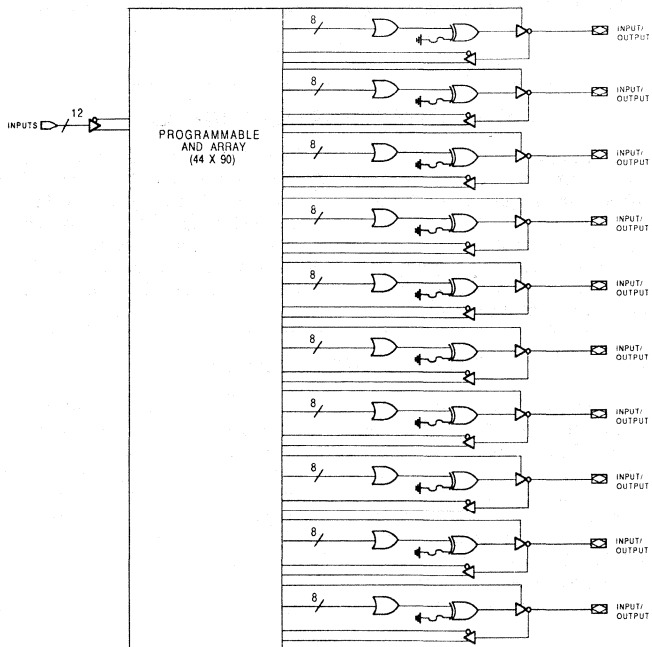 8
INPUT/
OUTPUT
8
INPUT/
OUTPUT
12
INPUTS
PROGRAMMABLE
AND ARRAY
(44 X 90)
8
INPUT/
OUTPUT
8
INPUT/
OUTPUT
8
INPUT/
OUTPUT
8
INPUT/
OUTPUT
8
INPUT/
OUTPUT
8
INPUT/
OUTPUT
8
INPUT/
OUTPUT
8
INPUT/
OUTPUT